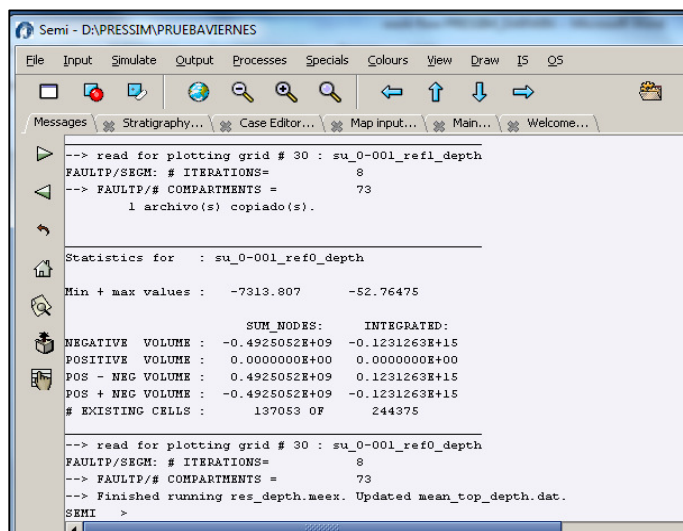 Semi - D:\PRESSIM\PRUEBAVIERNES
File Input Simulate Output Processes Specials Colours View Draw IS OS
Messages Stratigraphy... Case Editor... Map input... Main... Welcome...
--> read for plotting grid # 30 : su_0-001_ref1_depth
FAULTP/SEGM: # ITERATIONS= 8
--> FAULTP/# COMPARTMENTS = 73
1 archivo(s) copiado(s).
Statistics for : su_0-001_ref0_depth
Min + max values : -7313.807 -52.76475
SUM_NODES: INTEGRATED:
NEGATIVE VOLUME : -0.4925052E+09 -0.1231263E+15
POSITIVE VOLUME : 0.0000000E+00 0.0000000E+00
POS - NEG VOLUME : 0.4925052E+09 0.1231263E+15
POS + NEG VOLUME : -0.4925052E+09 -0.1231263E+15
# EXISTING CELLS : 137053 OF 244375
--> read for plotting grid # 30 : su_0-001_ref0_depth
FAULTP/SEGM: # ITERATIONS= 8
--> FAULTP/# COMPARTMENTS = 73
--> Finished running res_depth.meex. Updated mean_top_depth.dat.
SEMI >